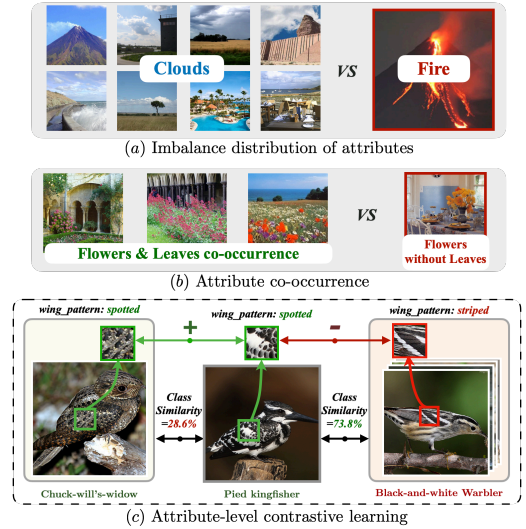 Clouds
VS
Fire
(a) Imbalance distribution of attributes
Flowers & Leaves co-occurrence
VS
Flowers
without Leaves
(b) Attribute co-occurrence
wing_pattern: spotted
wing_pattern: spotted
wing_pattern: striped
+
−
Class
Similarity
=28.6%
Class
Similarity
=73.8%
Chuck-will's-widow
Pied kingfisher
Black-and-white Warbler
(c) Attribute-level contrastive learning